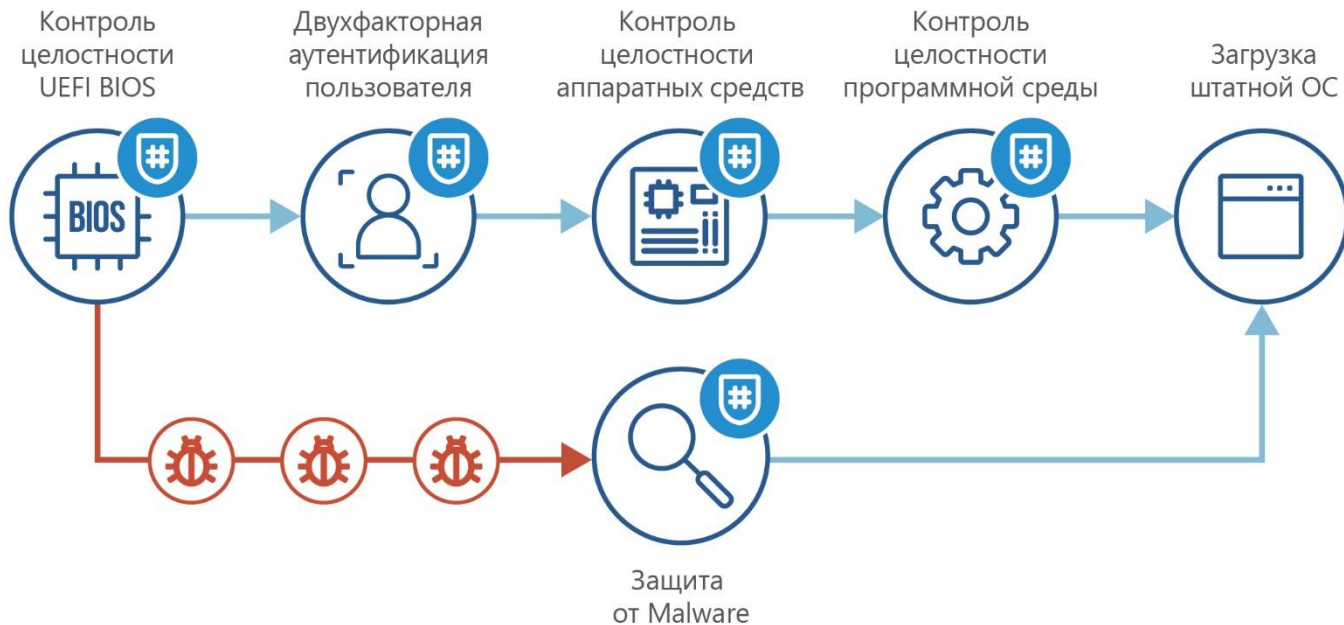 Контроль
целостности
UEFI BIOS
Двухфакторная
аутентификация
пользователя
Контроль
целостности
аппаратных средств
Контроль
целостности
программной среды
Загрузка
штатной ОС
BIOS
Защита
от Malware